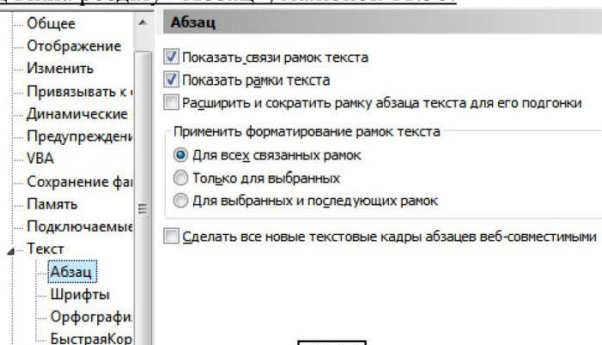 Общее
Отображение
Изменить
Привязывать к
Динамические
Предупреждени
VBA
Сохранение фай
Память
Подключаемые
Текст
Абзац
Шрифты
Орфографи
БыстраяКор
Абзац
Показать связи рамок текста
Показать рамки текста
Расширить и сократить рамку абзаца текста для его подгонки
Применить форматирование рамок текста
Для всех связанных рамок
Только для выбранных
Для выбранных и последующих рамок
Сделать все новые текстовые кадры абзацев веб-совместимыми